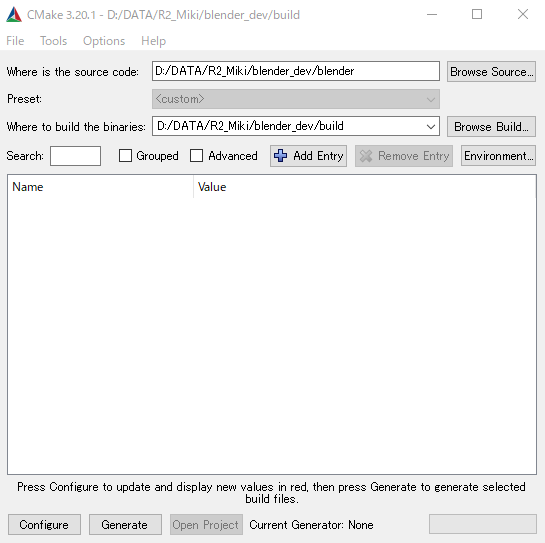 CMake 3.20.1 - D:/DATA/R2_Miki/blender_dev/build
File Tools Options Help
Where is the source code: D:/DATA/R2_Miki/blender_dev/blender Browse Source...
Preset: <custom>
Where to build the binaries: D:/DATA/R2_Miki/blender_dev/build Browse Build...
Search: Grouped Advanced Add Entry Remove Entry Environment...
Name Value
Press Configure to update and display new values in red, then press Generate to generate selected
build files.
Configure Generate Open Project Current Generator: None